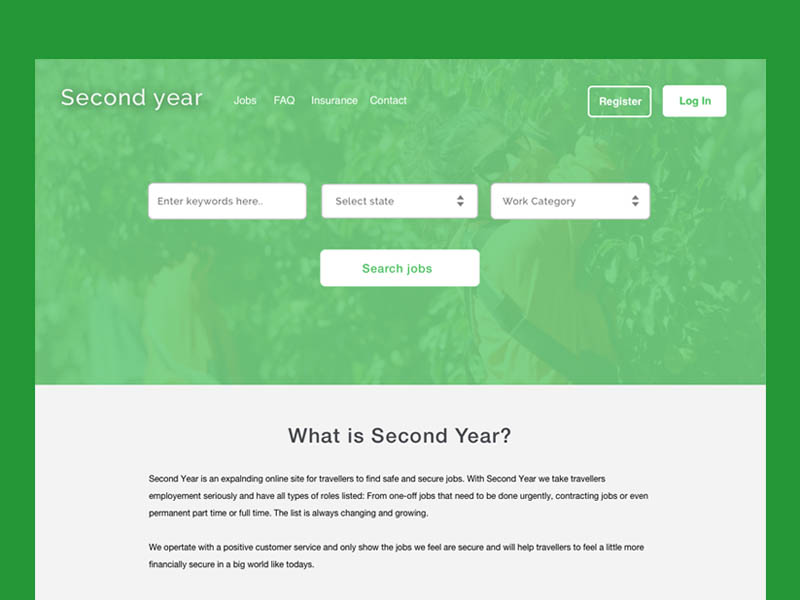 Second year
Jobs FAQ Insurance Contact
Register
Log In
Enter keywords here..
Select state
Work Category
Search jobs
What is Second Year?
Second Year is an expalnding online site for travellers to find safe and secure jobs. With Second Year we take travellers
employement seriously and have all types of roles listed: From one-off jobs that need to be done urgently, contracting jobs or even
permanent part time or full time. The list is always changing and growing.
We opertate with a positive customer service and only show the jobs we feel are secure and will help travellers to feel a little more
financially secure in a big world like todays.